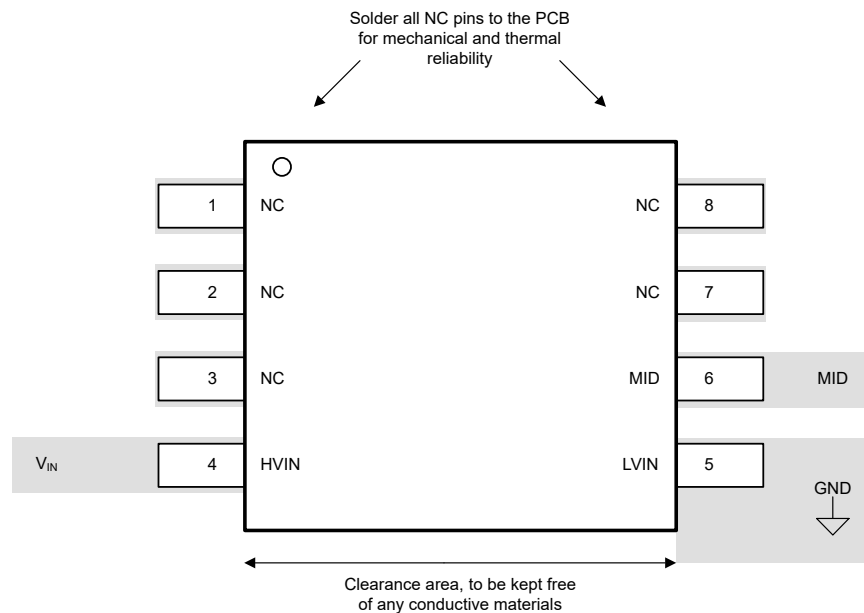 Solder all NC pins to the PCB
for mechanical and thermal
reliability
1 NC NC 8
2 NC NC 7
3 NC MID 6 MID
V_IN 4 HVIN LVIN 5
GND
Clearance area, to be kept free
of any conductive materials